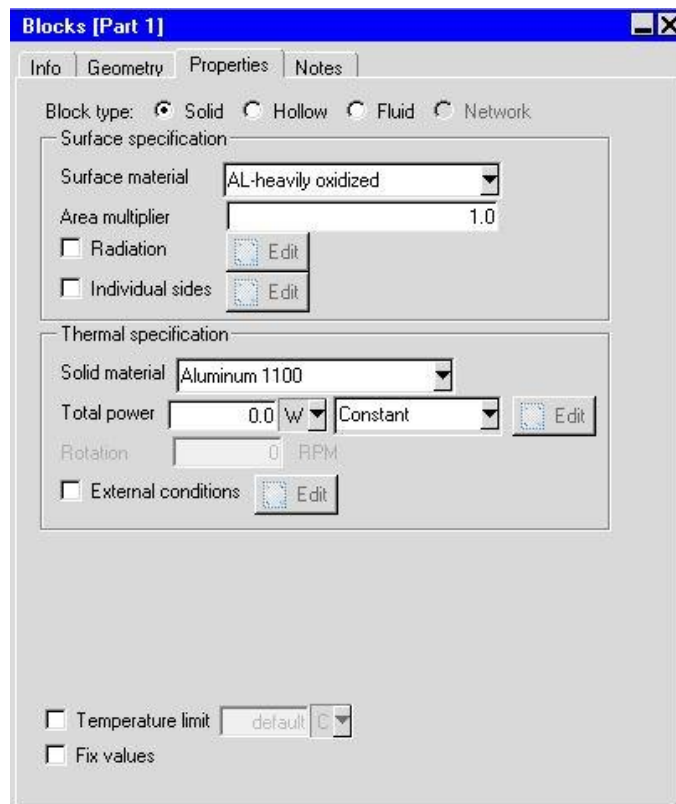 Blocks [Part 1]
Info Geometry Properties Notes
Block type: Solid Hollow Fluid Network
Surface specification
Surface material AL-heavily oxidized
Area multiplier 1.0
Radiation Edit
Individual sides Edit
Thermal specification
Solid material Aluminum 1100
Total power 0.0 W Constant Edit
Rotation 0 RPM
External conditions Edit
Temperature limit default C
Fix values